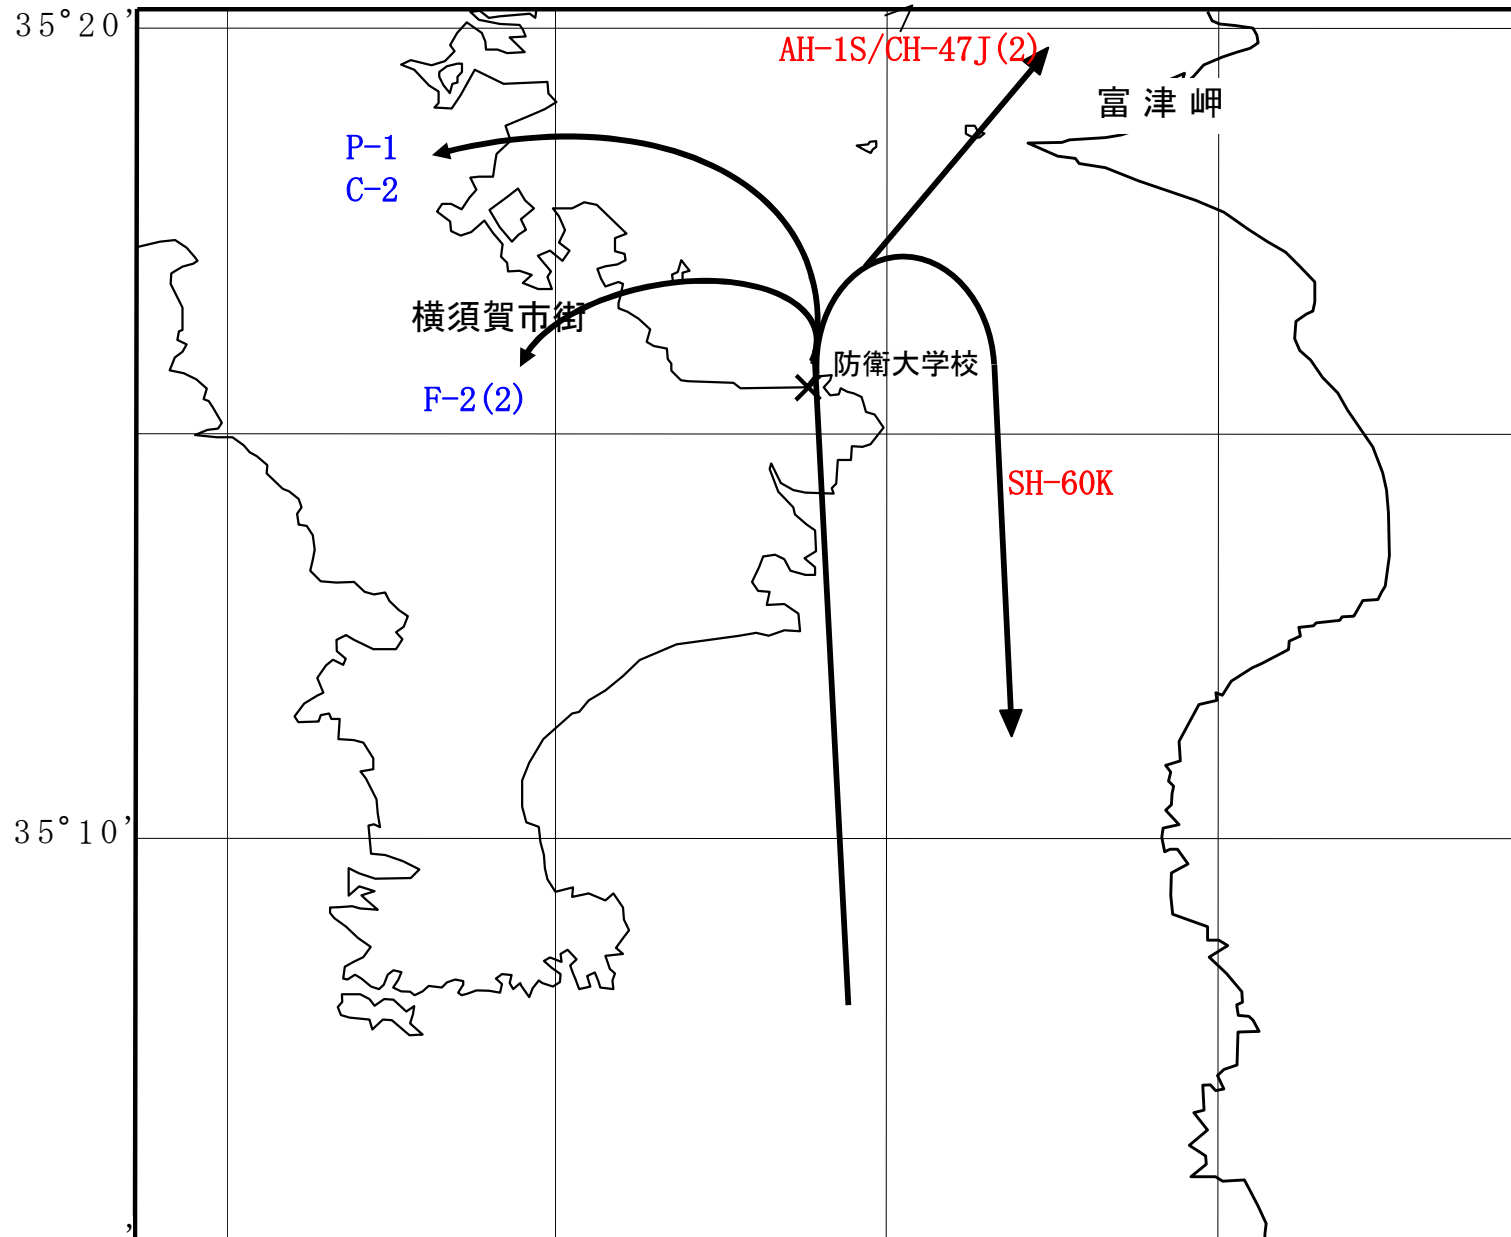 35°20'
AH-1S/CH-47J(2)
富津岬
P-1
C-2
横須賀市街
防衛大学校
F-2(2)
SH-60K
35°10'
'